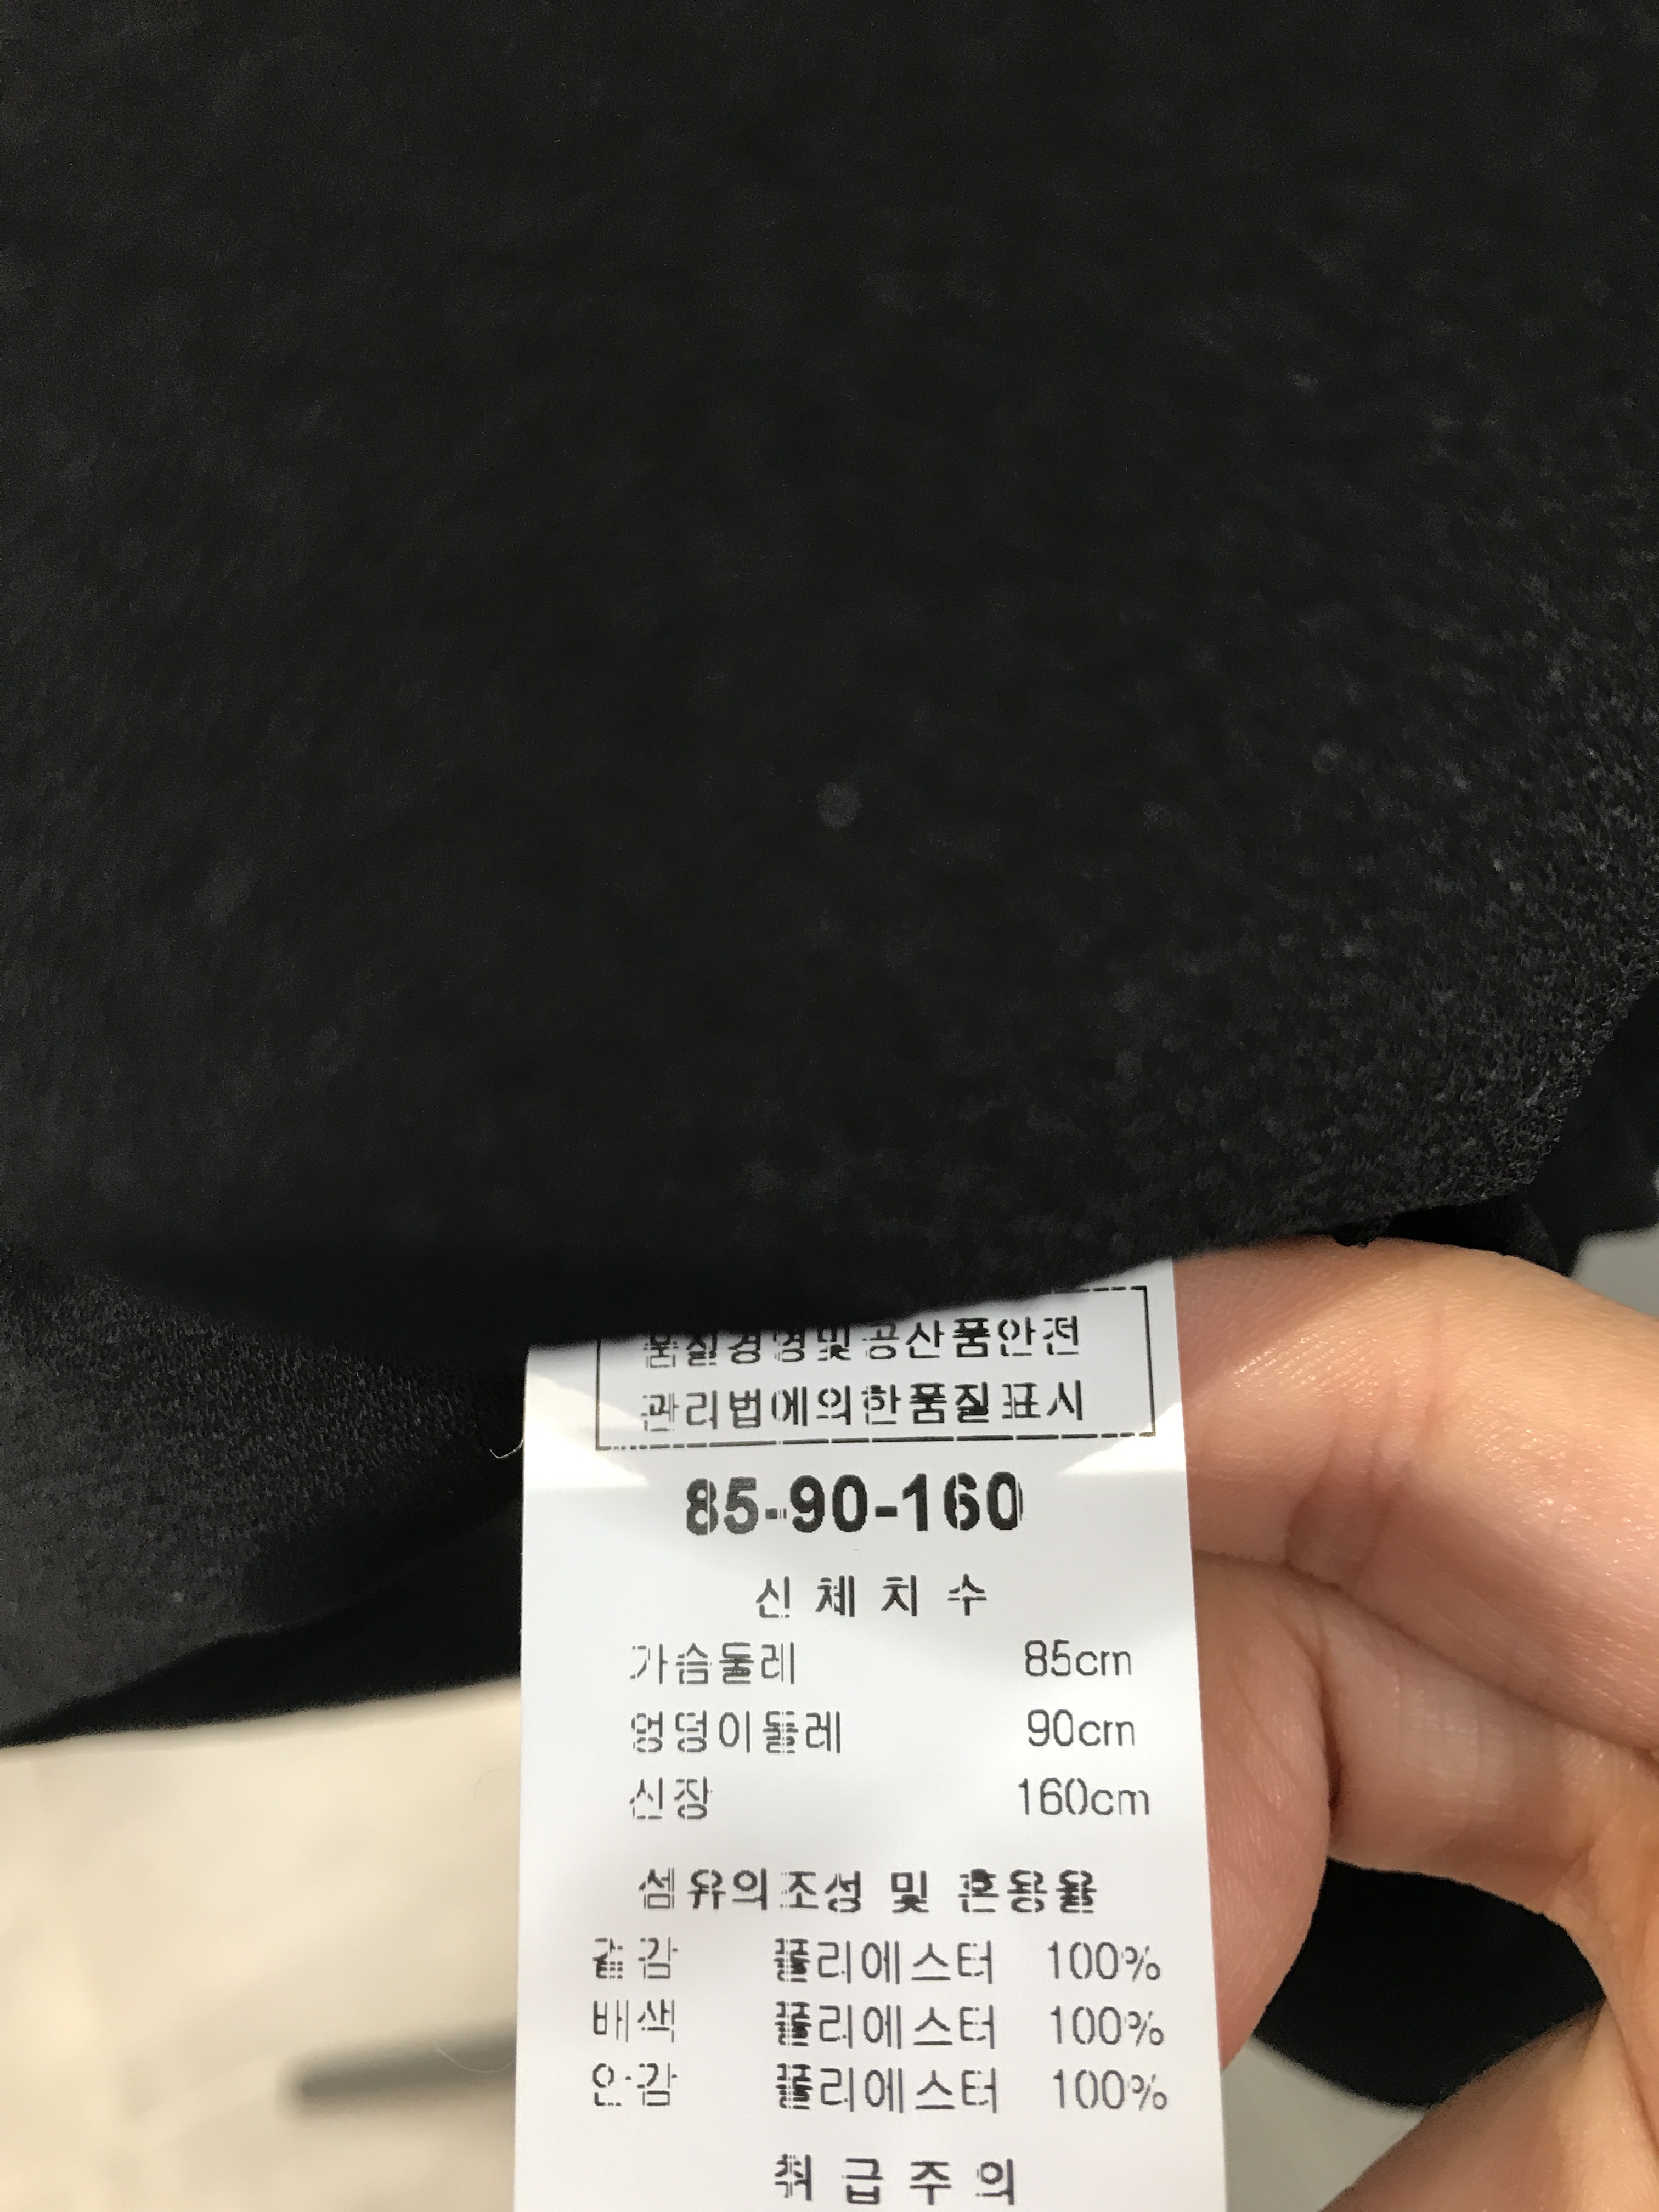 품질경영및공산품안전
관리법에의한품질표시
85-90-160
신체치수
가슴둘레 85cm
엉덩이둘레 90cm
신장 160cm
섬유의조성 및 혼용율
겉감 폴리에스터 100%
배색 폴리에스터 100%
안감 폴리에스터 100%
취급주의